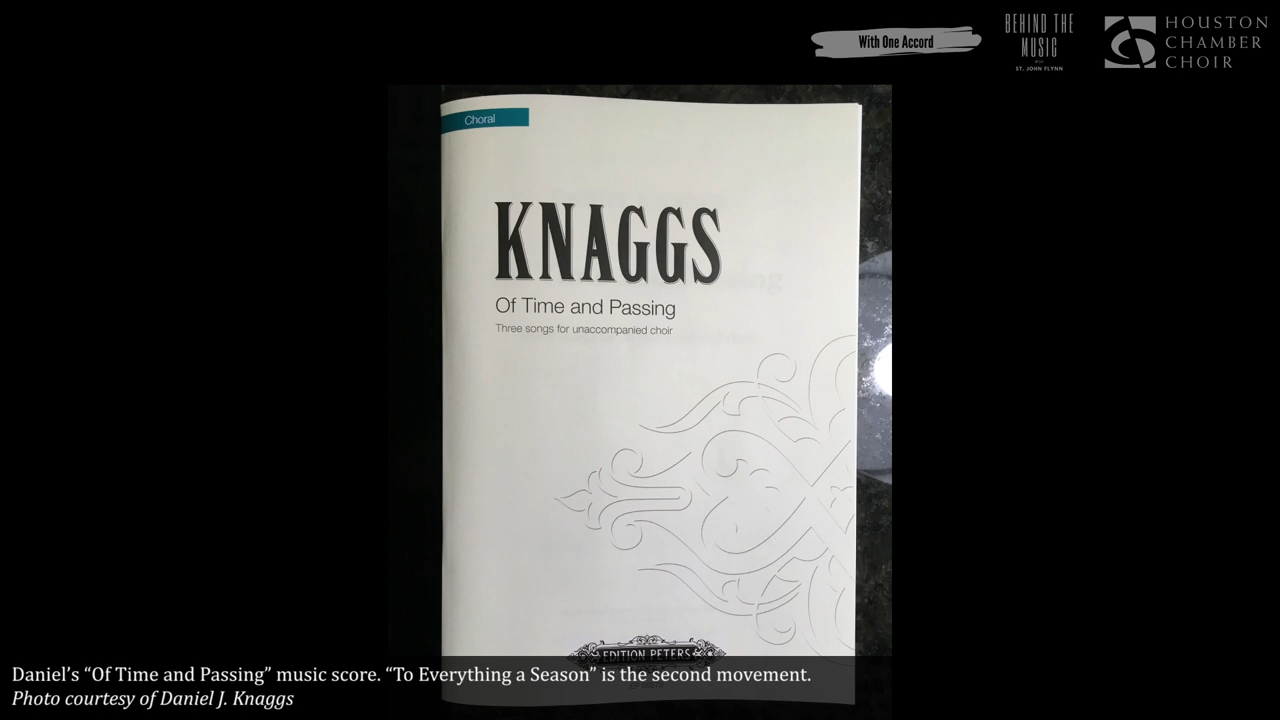 With One Accord
BEHIND THE
MUSIC
WITH
ST. JOHN FLYNN
HOUSTON
CHAMBER
CHOIR
Choral
KNAGGS
Of Time and Passing
Three songs for unaccompanied choir
EDITION PETERS
Daniel’s “Of Time and Passing” music score. “To Everything a Season” is the second movement.
Photo courtesy of Daniel J. Knaggs